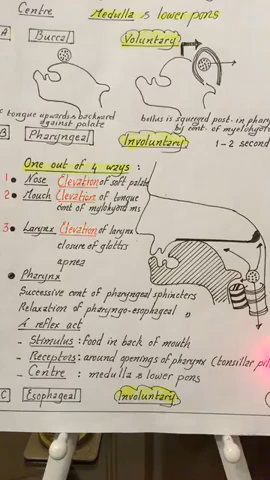 Centre Medulla & lower pons
A Buccal Voluntary
tongue upwards & backward
against palate
bolus is squeezed post. in phary
by cont. of mylohyoid
B Pharyngeal Involuntary 1-2 second
One out of 4 ways :
1 • Nose Elevation of soft palate
2 • Mouth Elevation of tongue
cont. of mylohyoid ms
3 • Larynx Elevation of larynx
closure of glottis
apnea
• Pharynx
Successive cont of pharyngeal sphincters
Relaxation of pharyngo-esophageal "
A reflex act
- Stimulus : food in back of mouth
- Receptors : around openings of pharynx (tonsillar pil
- Centre : medulla & lower pons
C Esophageal Involuntary